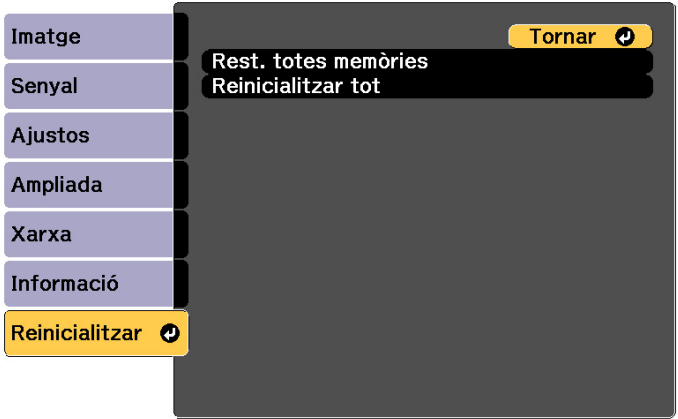 Imatge
Senyal
Ajustos
Ampliada
Xarxa
Informació
Reinicialitzar
Tornar
Rest. totes memòries
Reinicialitzar tot